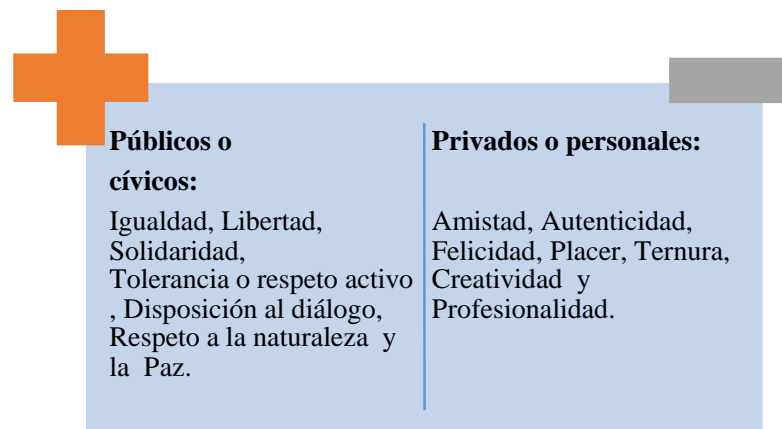 Públicos o
cívicos:
Igualdad, Libertad,
Solidaridad,
Tolerancia o respeto activo
, Disposición al diálogo,
Respeto a la naturaleza y
la Paz.
Privados o personales:
Amistad, Autenticidad,
Felicidad, Placer, Ternura,
Creatividad y
Profesionalidad.